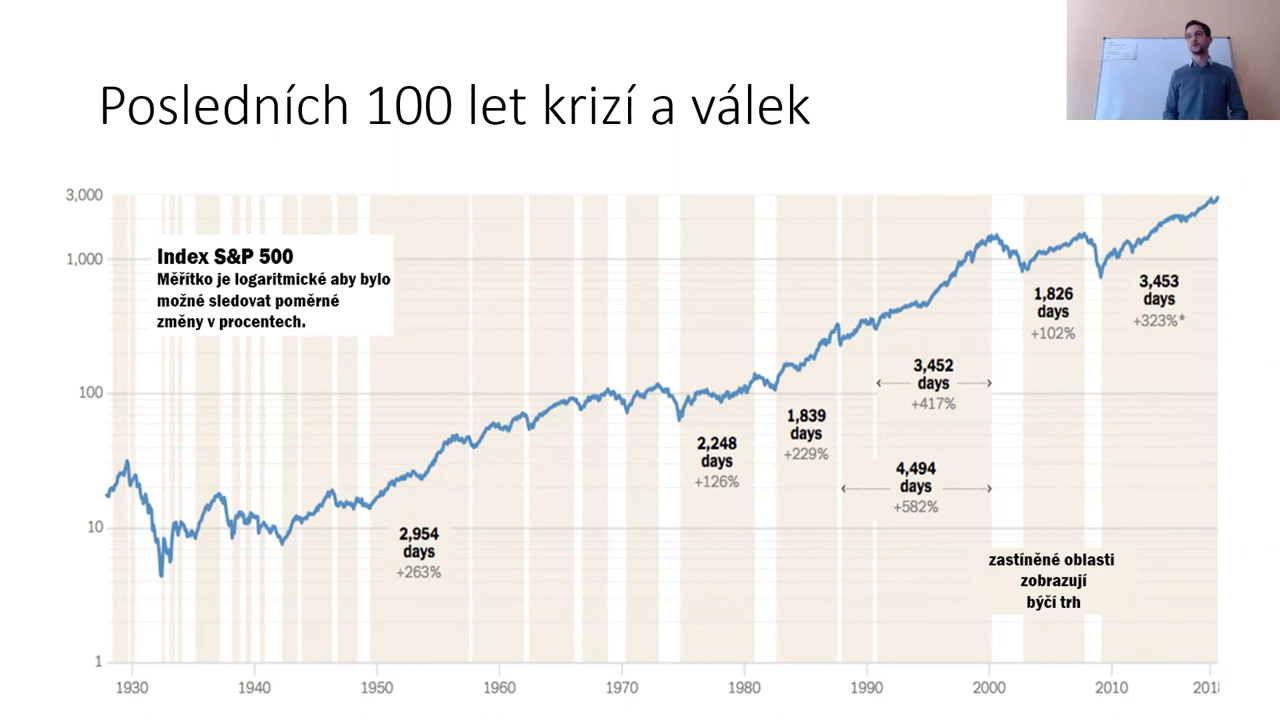 Posledních 100 let krizí a válek
3,000
1,000
100
10
1
Index S&P 500
Měřítko je logaritmické aby bylo
možné sledovat poměrné
změny v procentech.
2,954
days
+263%
2,248
days
+126%
1,839
days
+229%
3,452
days
+417%
4,494
days
+582%
1,826
days
+102%
3,453
days
+323%*
zastíněné oblasti
zobrazují
býčí trh
1930 1940 1950 1960 1970 1980 1990 2000 2010 201